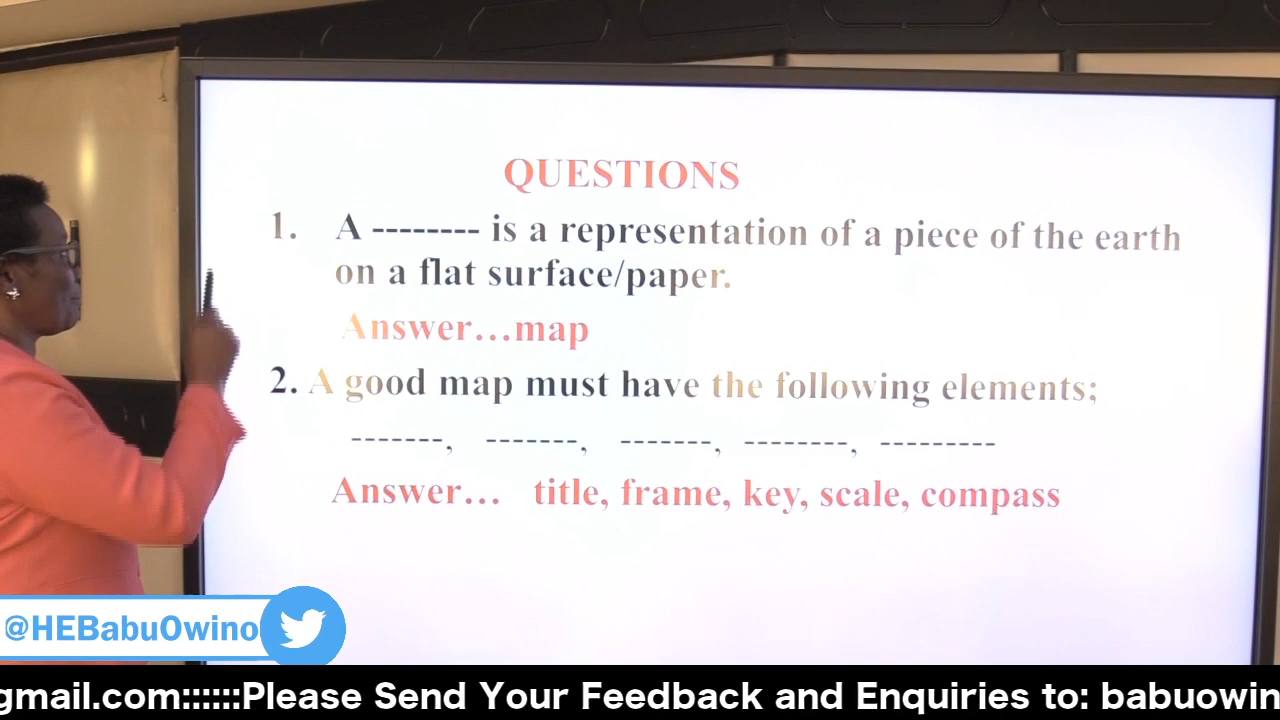 QUESTIONS
1. A -------- is a representation of a piece of the earth
on a flat surface/paper.
Answer...map
2. A good map must have the following elements;
-------, -------, -------, --------, ---------
Answer... title, frame, key, scale, compass
@HEBabuOwino
gmail.com::::::Please Send Your Feedback and Enquiries to: babuowin